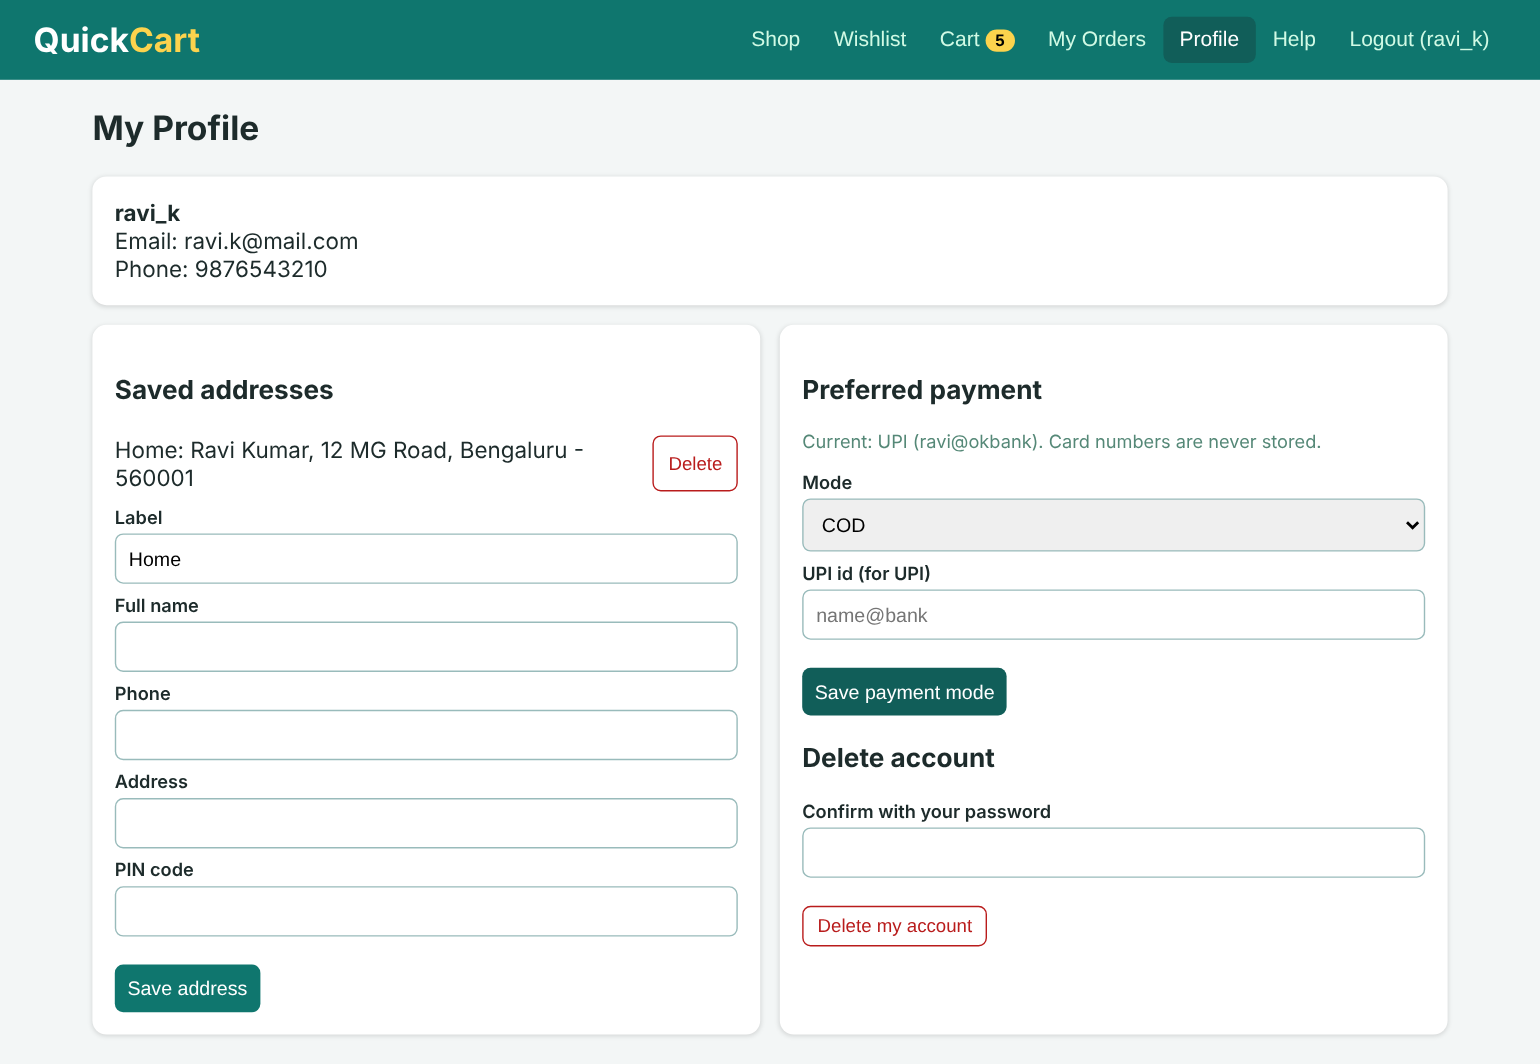 QuickCart
Shop
Wishlist
Cart 5
My Orders
Profile
Help
Logout (ravi_k)
My Profile
ravi_k
Email: ravi.k@mail.com
Phone: 9876543210
Saved addresses
Home: Ravi Kumar, 12 MG Road, Bengaluru -
560001
Delete
Label
Home
Full name
Phone
Address
PIN code
Save address
Preferred payment
Current: UPI (ravi@okbank). Card numbers are never stored.
Mode
COD
UPI id (for UPI)
name@bank
Save payment mode
Delete account
Confirm with your password
Delete my account